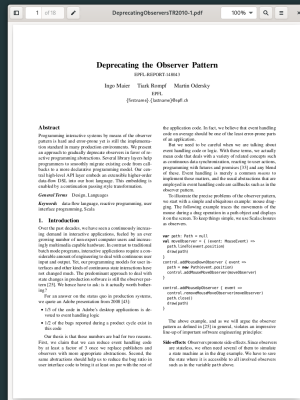 1 of 18
DeprecatingObserversTR2010-1.pdf
100%
Deprecating the Observer Pattern
EPFL-REPORT-148043
Ingo Maier Tiark Rompf Martin Odersky
EPFL
{firstname}.{lastname}@epfl.ch
Abstract
Programming interactive systems by means of the observer
pattern is hard and error-prone yet is still the implementa-
tion standard in many production environments. We present
an approach to gradually deprecate observers in favor of re-
active programming abstractions. Several library layers help
programmers to smoothly migrate existing code from call-
backs to a more declarative programming model. Our cen-
tral high-level API layer embeds an extensible higher-order
data-flow DSL into our host language. This embedding is
enabled by a continuation passing style transformation.
General Terms Design, Languages
Keywords data-flow language, reactive programming, user
interface programming, Scala
1. Introduction
Over the past decades, we have seen a continuously increas-
ing demand in interactive applications, fueled by an ever
growing number of non-expert computer users and increas-
ingly multimedia capable hardware. In contrast to traditional
batch mode programs, interactive applications require a con-
siderable amount of engineering to deal with continuous user
input and output. Yet, our programming models for user in-
terfaces and other kinds of continuous state interactions have
not changed much. The predominant approach to deal with
state changes in production software is still the observer pat-
tern [25]. We hence have to ask: is it actually worth bother-
ing?
For an answer on the status quo in production systems,
we quote an Adobe presentation from 2008 [43]:
• 1/3 of the code in Adobe's desktop applications is de-
voted to event handling logic
• 1/2 of the bugs reported during a product cycle exist in
this code
Our thesis is that these numbers are bad for two reasons.
First, we claim that we can reduce event handling code by
at least a factor of 3 once we replace publishers and
observers with more appropriate abstractions. Second, the
same abstractions should help us to reduce the bug ratio in
user interface code to bring it at least on par with the rest of
the application code. In fact, we believe that event handling
code on average should be one of the least error-prone parts
of an application.
But we need to be careful when we are talking about
event handling code or logic. With these terms, we actually
mean code that deals with a variety of related concepts such
as continuous data synchronization, reacting to user actions,
programming with futures and promises [33] and any blend
of these. Event handling is merely a common means to
implement those matters, and the usual abstractions that are
employed in event handling code are callbacks such as in the
observer pattern.
To illustrate the precise problems of the observer pattern,
we start with a simple and ubiquitous example: mouse drag-
ging. The following example traces the movements of the
mouse during a drag operation in a path object and displays
it on the screen. To keep things simple, we use Scala closures
as observers.
var path: Path = null
val moveObserver = { (event: MouseEvent) =>
path.lineTo(event.position)
draw(path)
}
control.addMouseDownObserver { event =>
path = new Path(event.position)
control.addMouseMoveObserver(moveObserver)
}
control.addMouseUpObserver { event =>
control.removeMouseMoveObserver(moveObserver)
path.close()
draw(path)
}
The above example, and as we will argue the observer
pattern as defined in [25] in general, violates an impressive
line-up of important software engineering principles:
Side-effects Observers promote side-effects. Since observers
are stateless, we often need several of them to simulate
a state machine as in the drag example. We have to save
the state where it is accessible to all involved observers
such as in the variable path above.